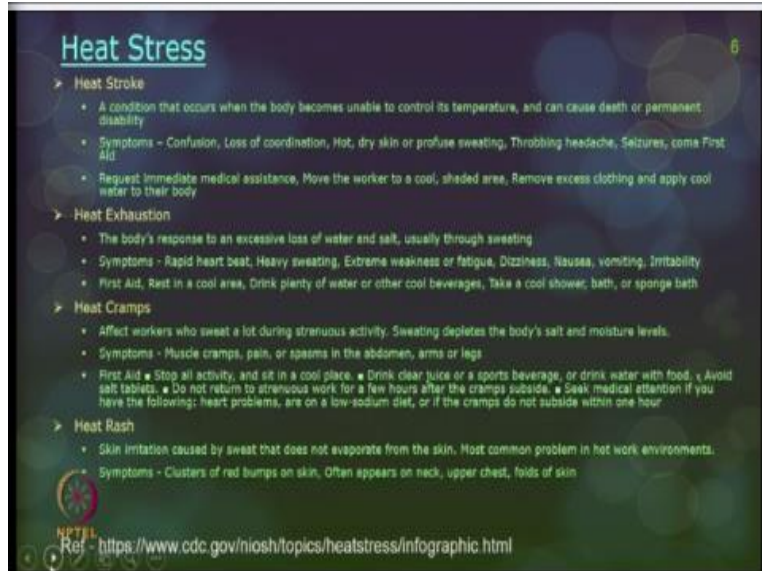 Heat Stress
6
➢ Heat Stroke
• A condition that occurs when the body becomes unable to control its temperature, and can cause death or permanent
disability
• Symptoms – Confusion, Loss of coordination, Hot, dry skin or profuse sweating, Throbbing headache, Seizures, coma First
Aid
• Request immediate medical assistance, Move the worker to a cool, shaded area, Remove excess clothing and apply cool
water to their body
➢ Heat Exhaustion
• The body's response to an excessive loss of water and salt, usually through sweating
• Symptoms - Rapid heart beat, Heavy sweating, Extreme weakness or fatigue, Dizziness, Nausea, vomiting, Irritability
• First Aid, Rest in a cool area, Drink plenty of water or other cool beverages, Take a cool shower, bath, or sponge bath
➢ Heat Cramps
• Affect workers who sweat a lot during strenuous activity. Sweating depletes the body's salt and moisture levels.
• Symptoms - Muscle cramps, pain, or spasms in the abdomen, arms or legs
• First Aid ■ Stop all activity, and sit in a cool place. ■ Drink clear juice or a sports beverage, or drink water with food. Avoid
salt tablets. ■ Do not return to strenuous work for a few hours after the cramps subside. ■ Seek medical attention if you
have the following: heart problems, are on a low-sodium diet, or if the cramps do not subside within one hour
➢ Heat Rash
• Skin irritation caused by sweat that does not evaporate from the skin. Most common problem in hot work environments.
• Symptoms - Clusters of red bumps on skin, Often appears on neck, upper chest, folds of skin
NPTEL
Ref - https://www.cdc.gov/niosh/topics/heatstress/infographic.html